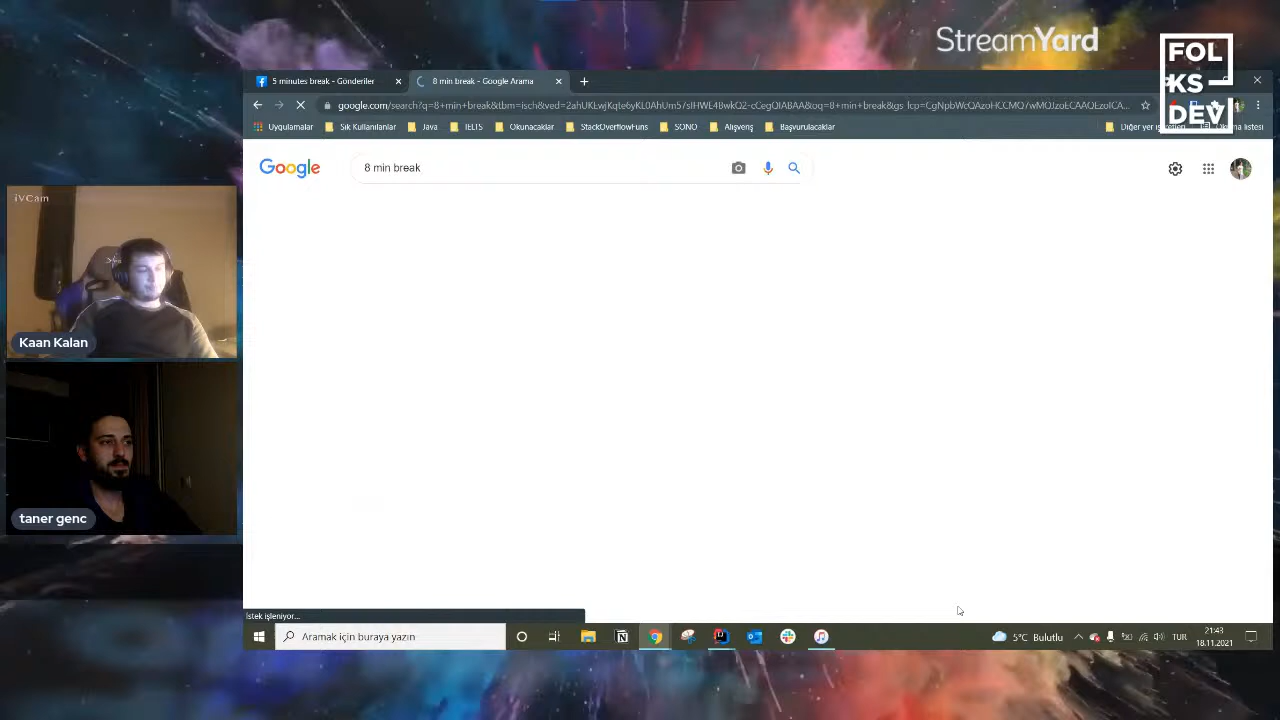 StreamYard
FOL
KS
DEV
5 minutes break - Gönderiler
8 min break - Google Arama
Uygulamalar
Sık Kullanılanlar
Java
IELTS
Okunacaklar
StackOverflowFuns
SONO
Alışveriş
Başvurulacaklar
Google
8 min break
iVCam
Kaan Kalan
taner genc
İstek işleniyor...
Aramak için buraya yazın
5°C Bulutlu
TUR
21:43
18.11.2021